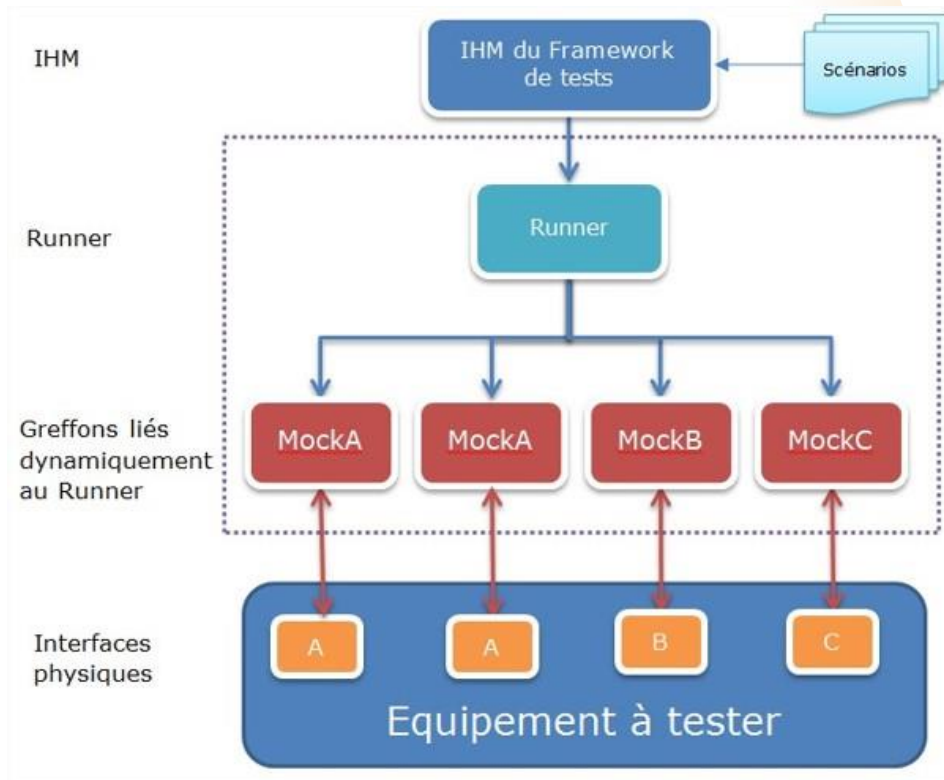 IHM
IHM du Framework
de tests
Scénarios
Runner
Runner
Greffons liés
dynamiquement
au Runner
MockA
MockA
MockB
MockC
Interfaces
physiques
A
A
B
C
Equipement à tester